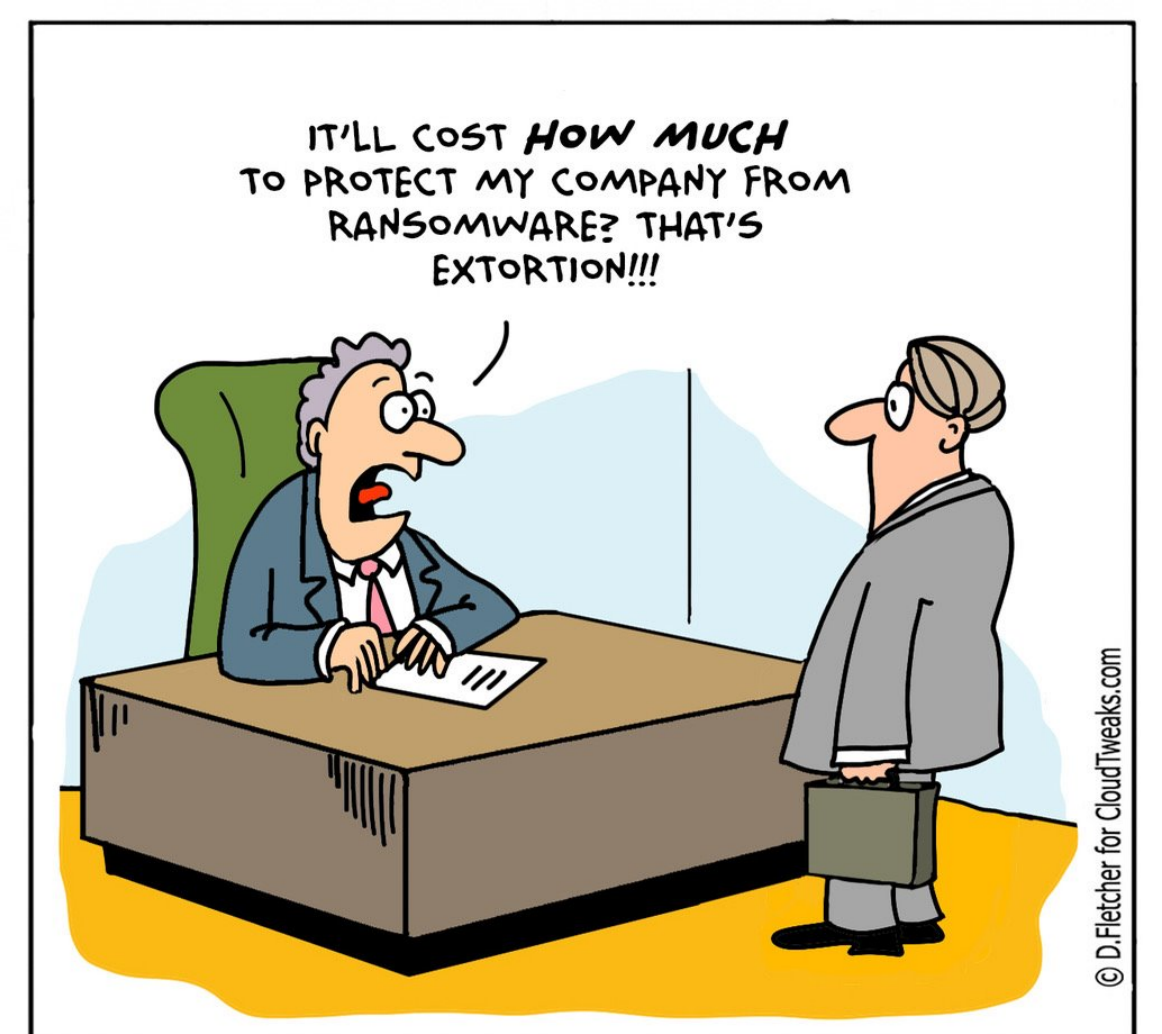 IT'LL COST HOW MUCH
TO PROTECT MY COMPANY FROM
RANSOMWARE? THAT'S
EXTORTION!!!
© D.Fletcher for CloudTweaks.com